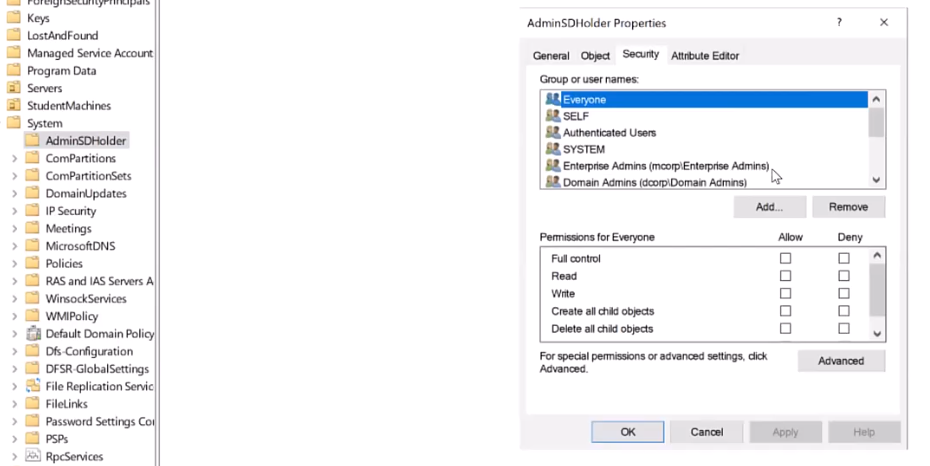 ForeignSecurityPrincipals
Keys
LostAndFound
Managed Service Account
Program Data
Servers
StudentMachines
System
AdminSDHolder
ComPartitions
ComPartitionSets
DomainUpdates
IP Security
Meetings
MicrosoftDNS
Policies
RAS and IAS Servers A
WinsockServices
WMIPolicy
Default Domain Policy
Dfs-Configuration
DFSR-GlobalSettings
File Replication Servic
FileLinks
Password Settings Co
PSPs
RpcServices
AdminSDHolder Properties
?
General Object Security Attribute Editor
Group or user names:
Everyone
SELF
Authenticated Users
SYSTEM
Enterprise Admins (mcorp\Enterprise Admins)
Domain Admins (dcorp\Domain Admins)
Add... Remove
Permissions for Everyone Allow Deny
Full control
Read
Write
Create all child objects
Delete all child objects
For special permissions or advanced settings, click
Advanced.
Advanced
OK Cancel Apply Help